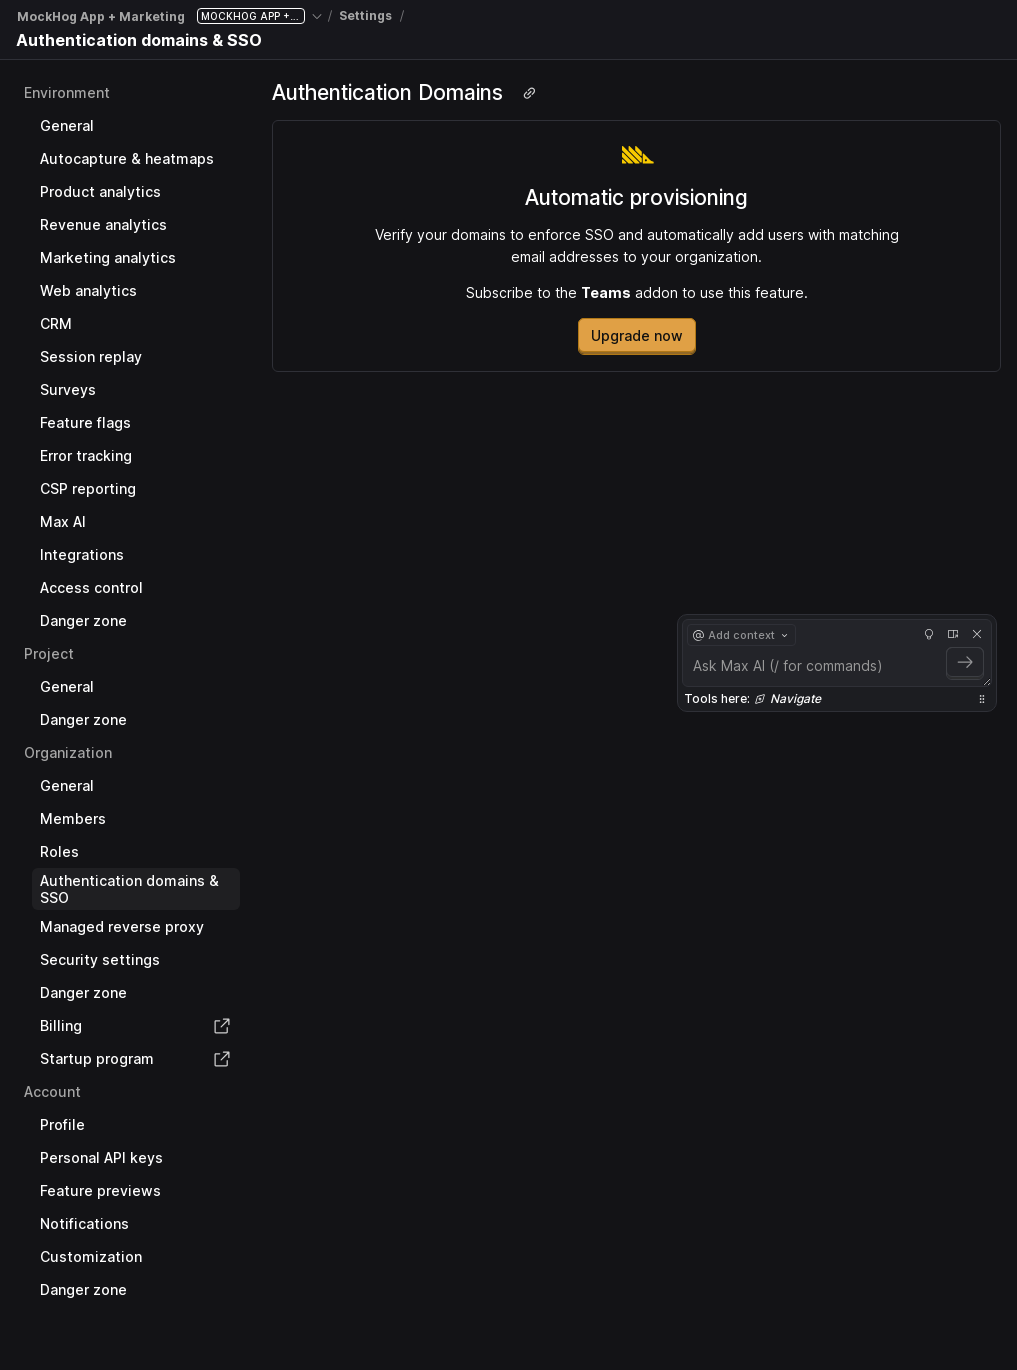 MockHog App + Marketing MOCKHOG APP +... / Settings /
Authentication domains & SSO
Environment
General
Autocapture & heatmaps
Product analytics
Revenue analytics
Marketing analytics
Web analytics
CRM
Session replay
Surveys
Feature flags
Error tracking
CSP reporting
Max AI
Integrations
Access control
Danger zone
Project
General
Danger zone
Organization
General
Members
Roles
Authentication domains &
SSO
Managed reverse proxy
Security settings
Danger zone
Billing
Startup program
Account
Profile
Personal API keys
Feature previews
Notifications
Customization
Danger zone
Authentication Domains
Automatic provisioning
Verify your domains to enforce SSO and automatically add users with matching
email addresses to your organization.
Subscribe to the Teams addon to use this feature.
Upgrade now
@ Add context
Ask Max AI (/ for commands)
Tools here: Navigate